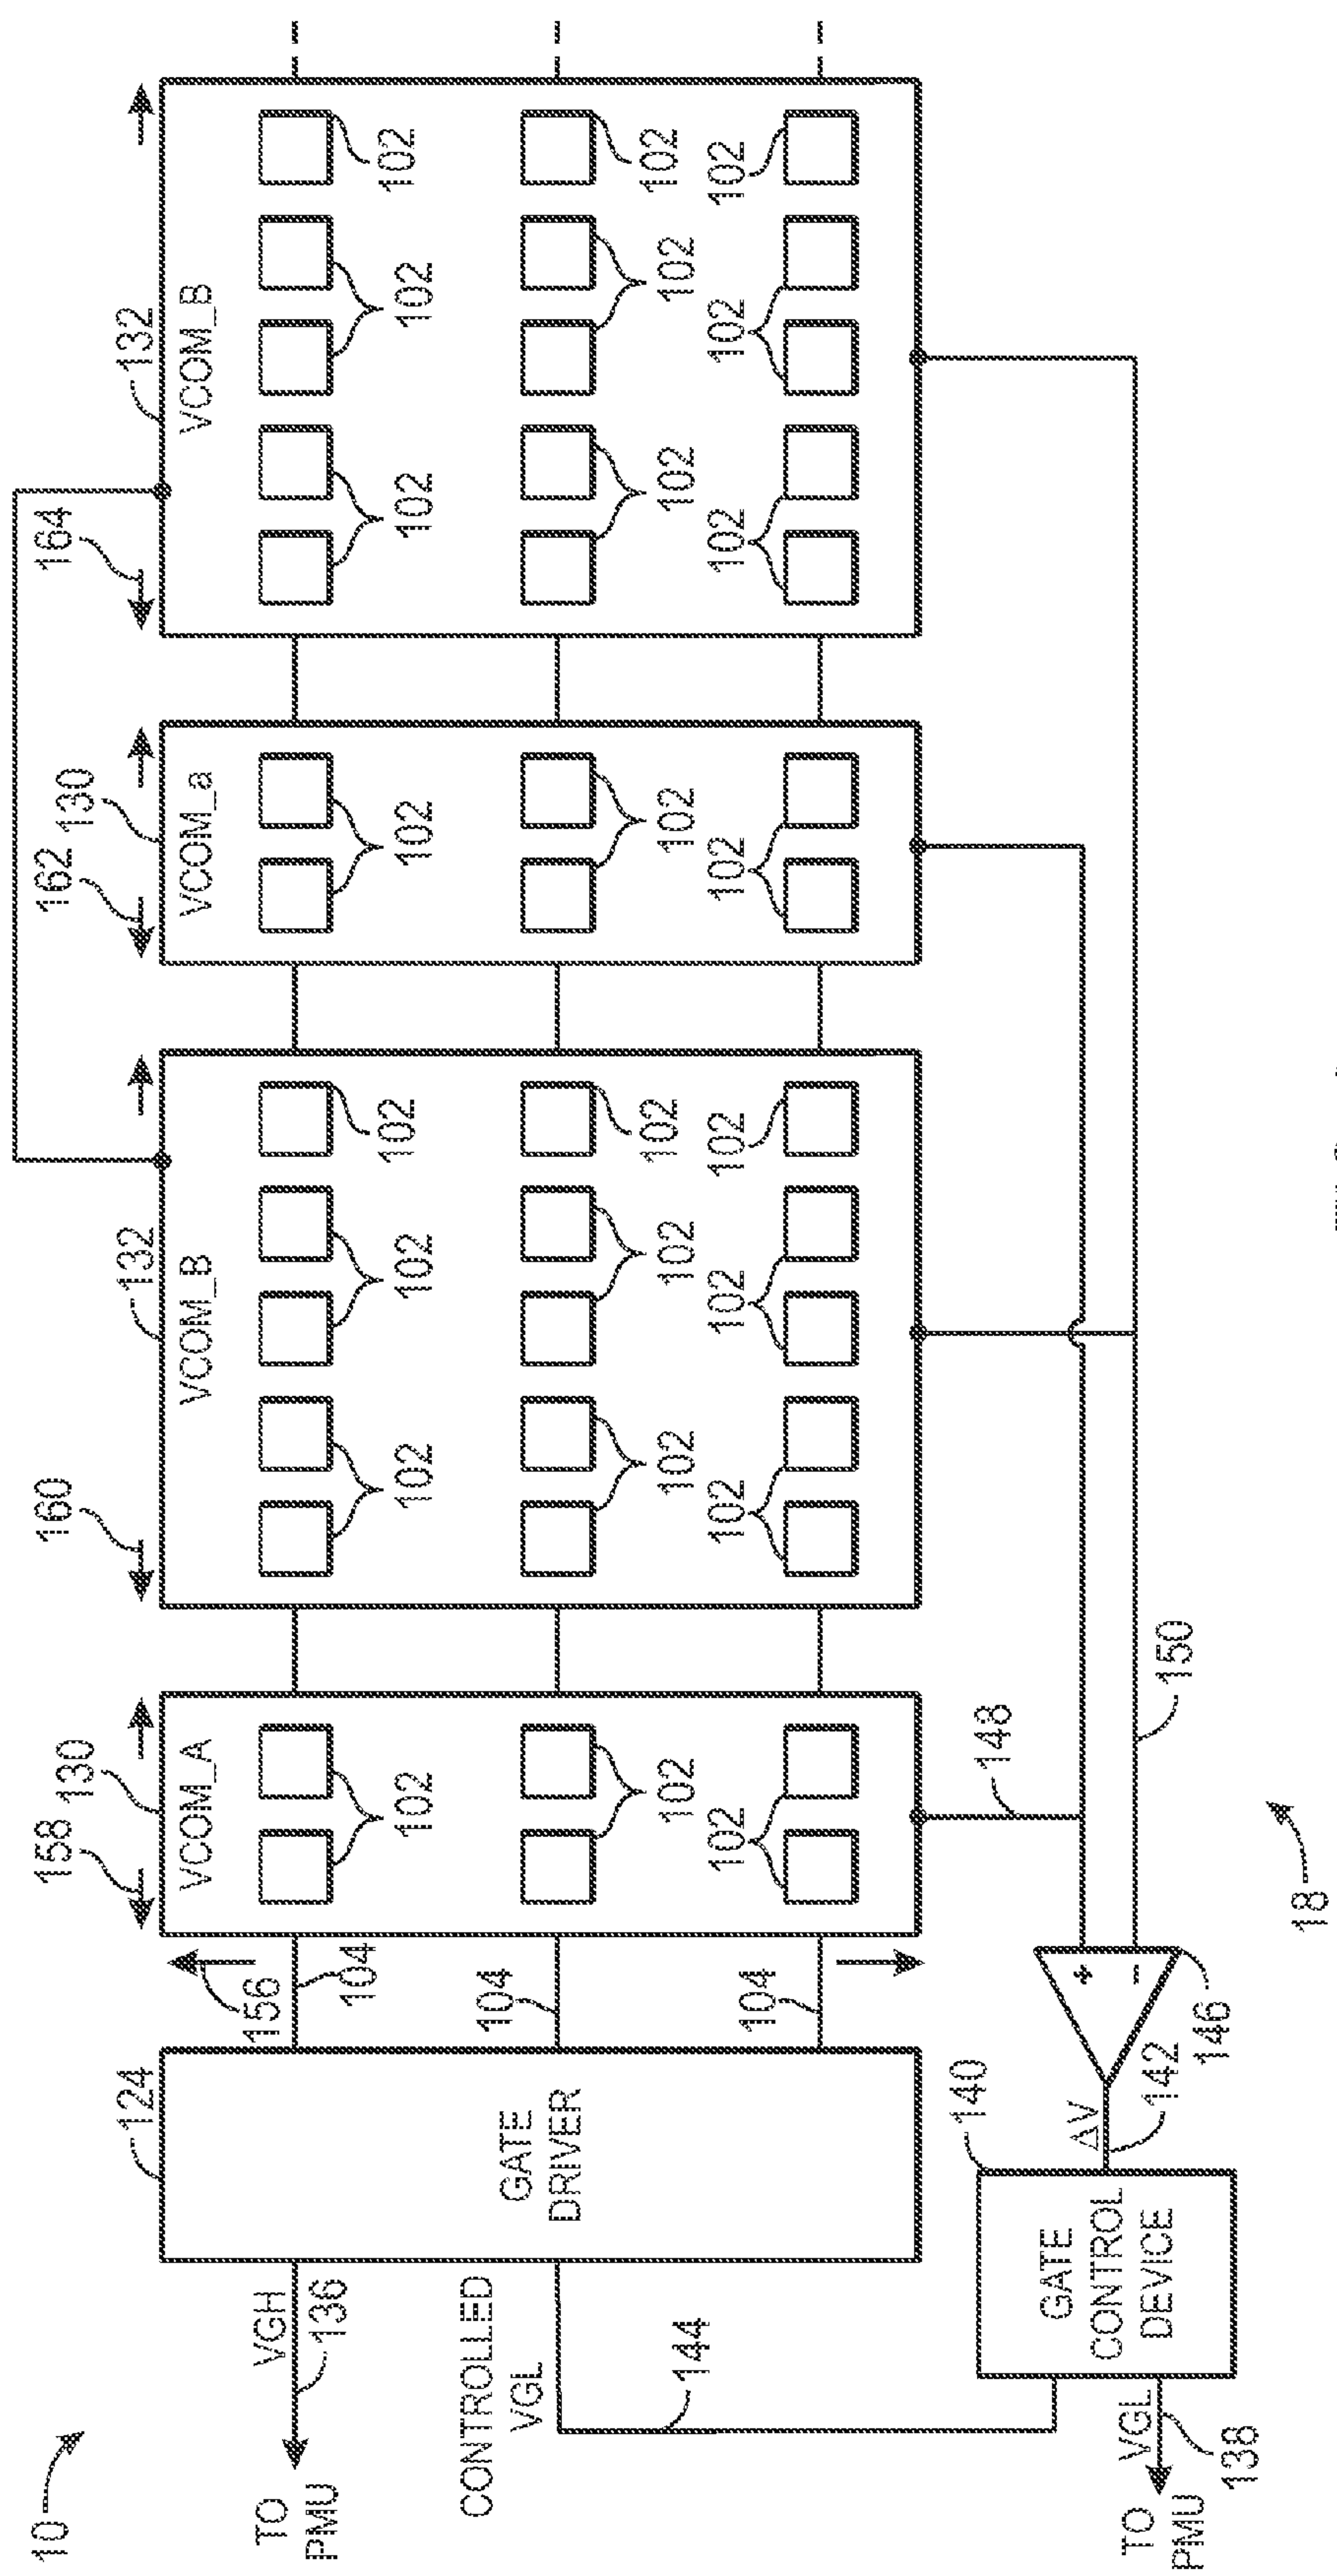 10
158
160
162
164
130
130
124
132
132
VCOM_A
VCOM_B
VCOM_a
VCOM_B
TO
PMU
VGH
136
156
104
102
102
102
102
102
102
102
102
CONTROLLED
VGL
GATE
DRIVER
104
102
102
102
102
102
102
102
102
144
102
102
102
102
102
102
102
102
104
140
148
GATE
CONTROL
DEVICE
ΔV
142
+
−
150
TO
PMU
VGL
138
146
18